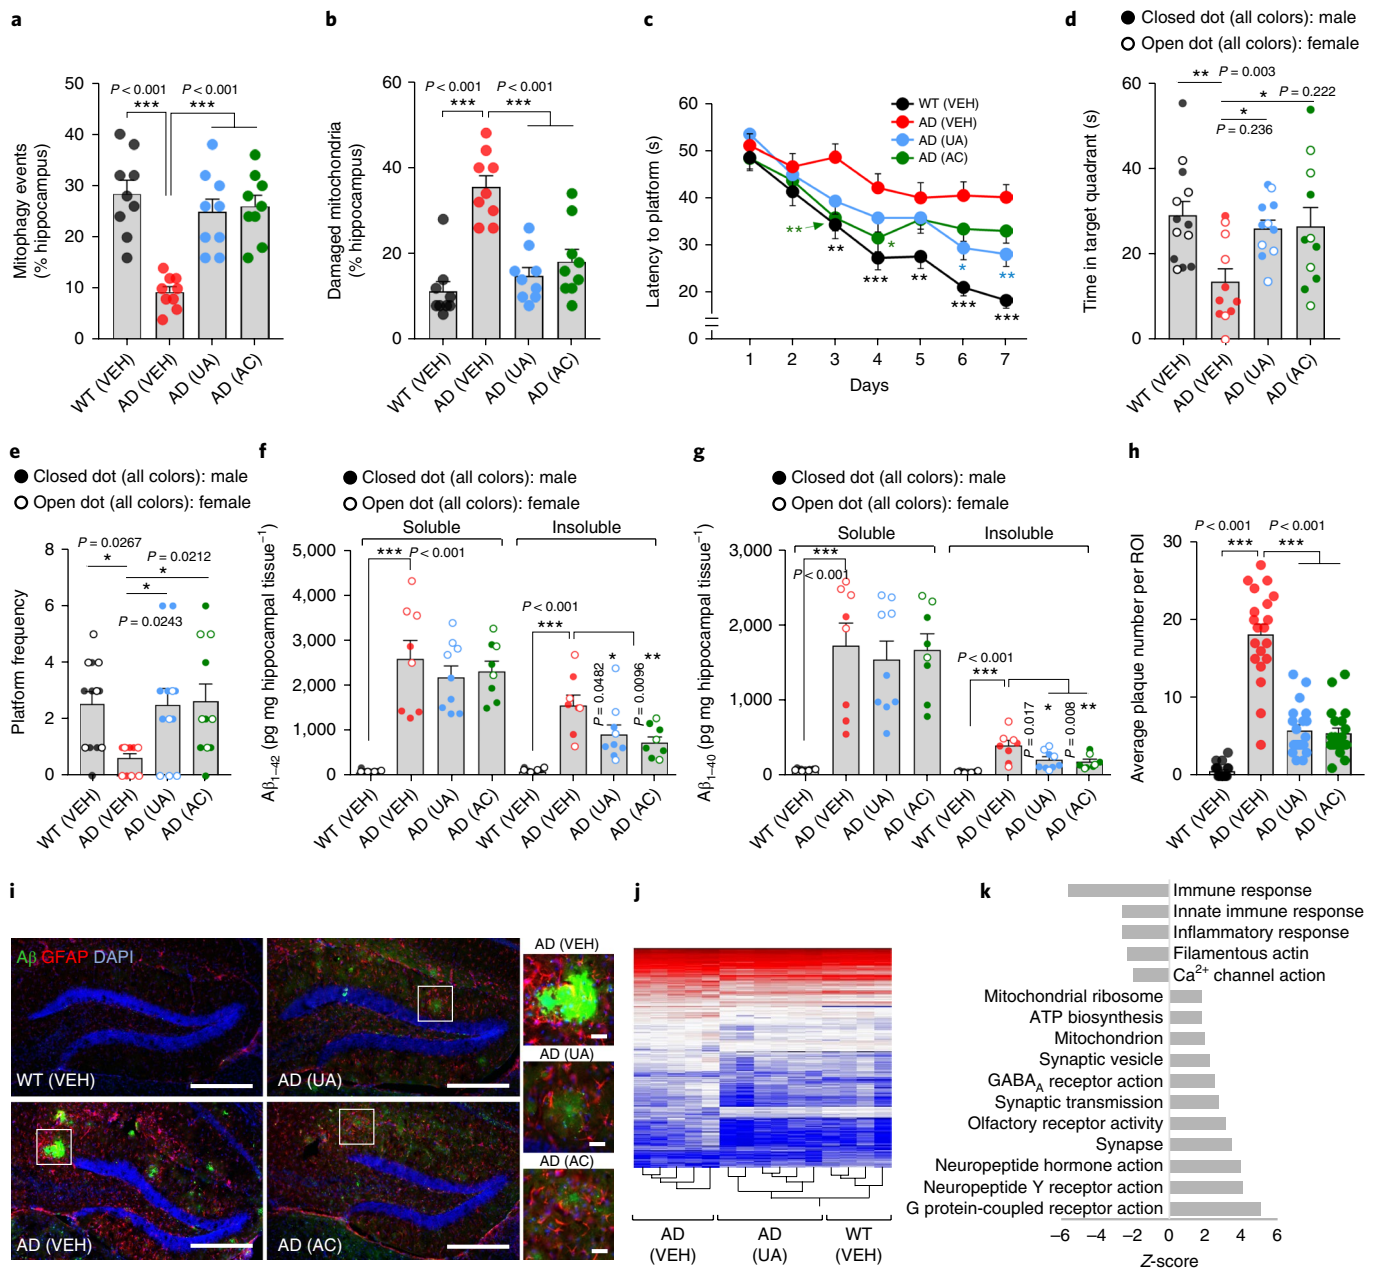 a
Mitophagy events
(% hippocampus)
50
40
30
20
10
0
P < 0.001
P < 0.001
***
***
WT (VEH)
AD (VEH)
AD (UA)
AD (AC)
b
Damaged mitochondria
(% hippocampus)
60
40
20
0
P < 0.001
P < 0.001
***
***
WT (VEH)
AD (VEH)
AD (UA)
AD (AC)
c
Latency to platform (s)
60
50
40
30
20
0
WT (VEH)
AD (VEH)
AD (UA)
AD (AC)
**
**
***
*
**
*
***
**
***
1 2 3 4 5 6 7
Days
d
Closed dot (all colors): male
Open dot (all colors): female
Time in target quadrant (s)
60
40
20
0
** P = 0.003
* P = 0.222
*
P = 0.236
WT (VEH)
AD (VEH)
AD (UA)
AD (AC)
e
Closed dot (all colors): male
Open dot (all colors): female
Platform frequency
8
6
4
2
0
P = 0.0267
*
P = 0.0212
*
*
P = 0.0243
WT (VEH)
AD (VEH)
AD (UA)
AD (AC)
f
Closed dot (all colors): male
Open dot (all colors): female
Soluble
Insoluble
Aβ1–42 (pg mg hippocampal tissue−1)
5,000
4,000
3,000
2,000
1,000
0
*** P < 0.001
P < 0.001
***
*
P = 0.0482
**
P = 0.0096
WT (VEH)
AD (VEH)
AD (UA)
AD (AC)
WT (VEH)
AD (VEH)
AD (UA)
AD (AC)
g
Closed dot (all colors): male
Open dot (all colors): female
Soluble
Insoluble
Aβ1–40 (pg mg hippocampal tissue−1)
3,000
2,000
1,000
0
***
P < 0.001
P < 0.001
***
P = 0.017
*
P = 0.008
**
WT (VEH)
AD (VEH)
AD (UA)
AD (AC)
WT (VEH)
AD (VEH)
AD (UA)
AD (AC)
h
Average plaque number per ROI
30
20
10
0
P < 0.001
P < 0.001
***
***
WT (VEH)
AD (VEH)
AD (UA)
AD (AC)
i
Aβ GFAP DAPI
WT (VEH)
AD (UA)
AD (VEH)
AD (AC)
AD (VEH)
AD (UA)
AD (AC)
j
AD
(VEH)
AD
(UA)
WT
(VEH)
k
Immune response
Innate immune response
Inflammatory response
Filamentous actin
Ca2+ channel action
Mitochondrial ribosome
ATP biosynthesis
Mitochondrion
Synaptic vesicle
GABAA receptor action
Synaptic transmission
Olfactory receptor activity
Synapse
Neuropeptide hormone action
Neuropeptide Y receptor action
G protein-coupled receptor action
−6 −4 −2 0 2 4 6
Z-score